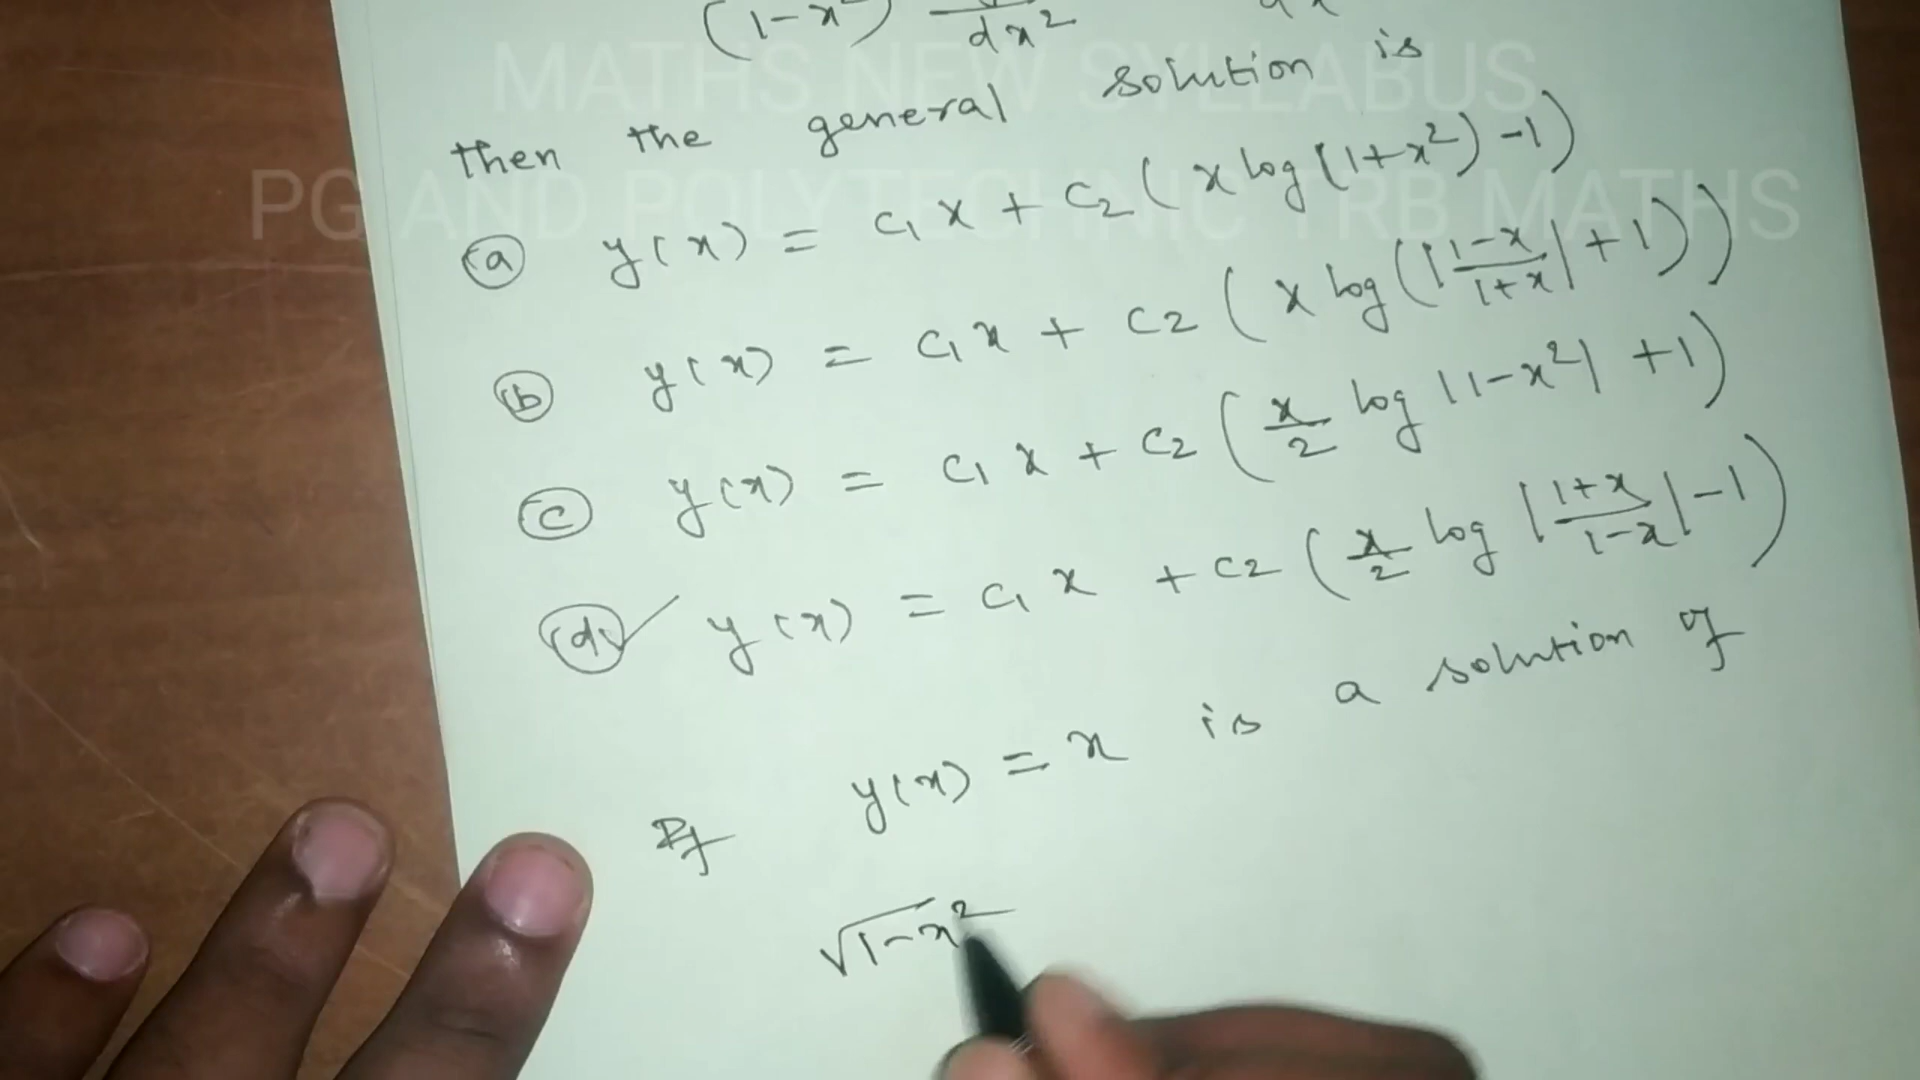 (1-x²) —/dx² dx
then the general solution is
(a) y(x) = c₁x + c₂(x log(1+x²) -1)
(b) y(x) = c₁x + c₂(x log(|1-x/1+x| +1))
(c) y(x) = c₁x + c₂(x/2 log |1-x²| +1)
(d) ✓ y(x) = c₁x + c₂(x/2 log |1+x/1-x| -1)
If y(x) = x is a solution of
√1-x²
MATHS NEW SYLLABUS
PG AND POLYTECHNIC TRB MATHS